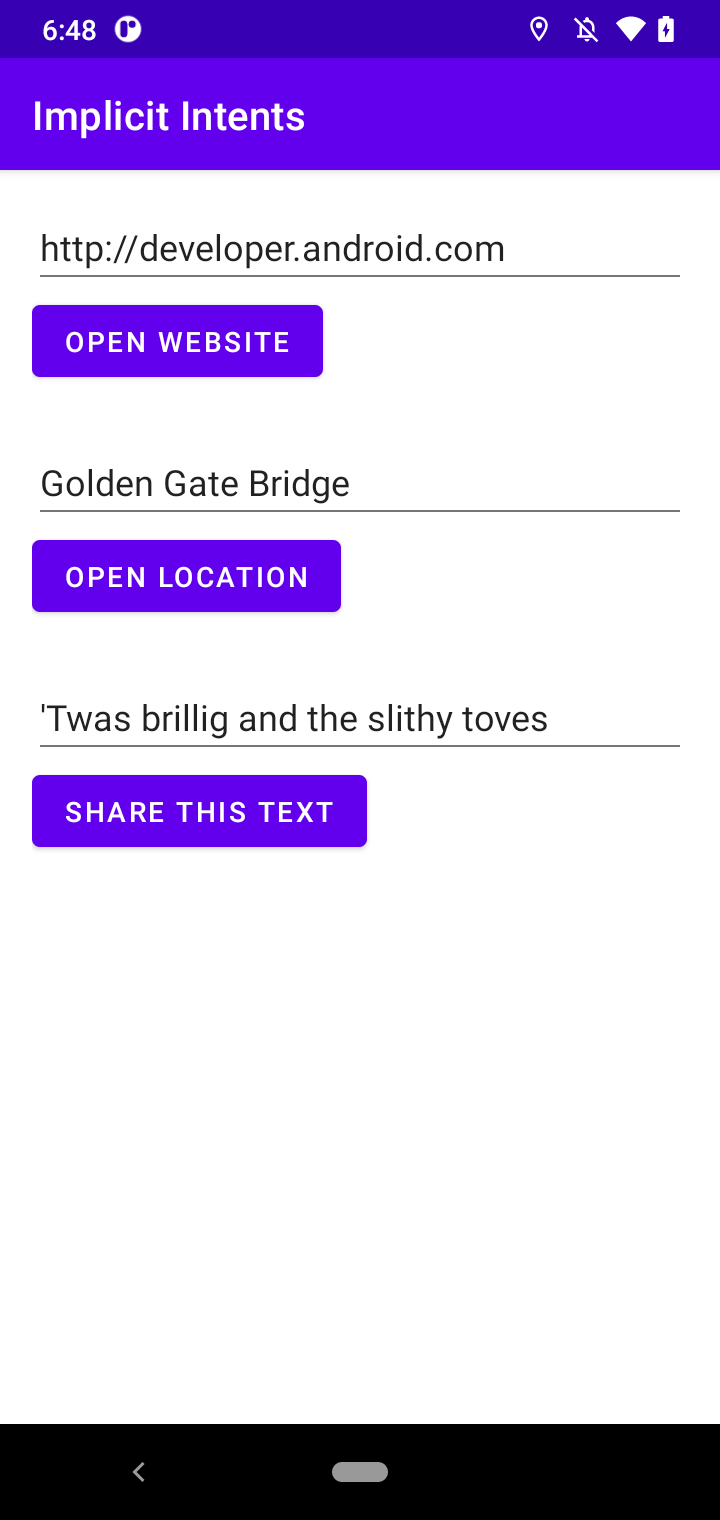 6:48
Implicit Intents
http://developer.android.com
OPEN WEBSITE
Golden Gate Bridge
OPEN LOCATION
'Twas brillig and the slithy toves
SHARE THIS TEXT